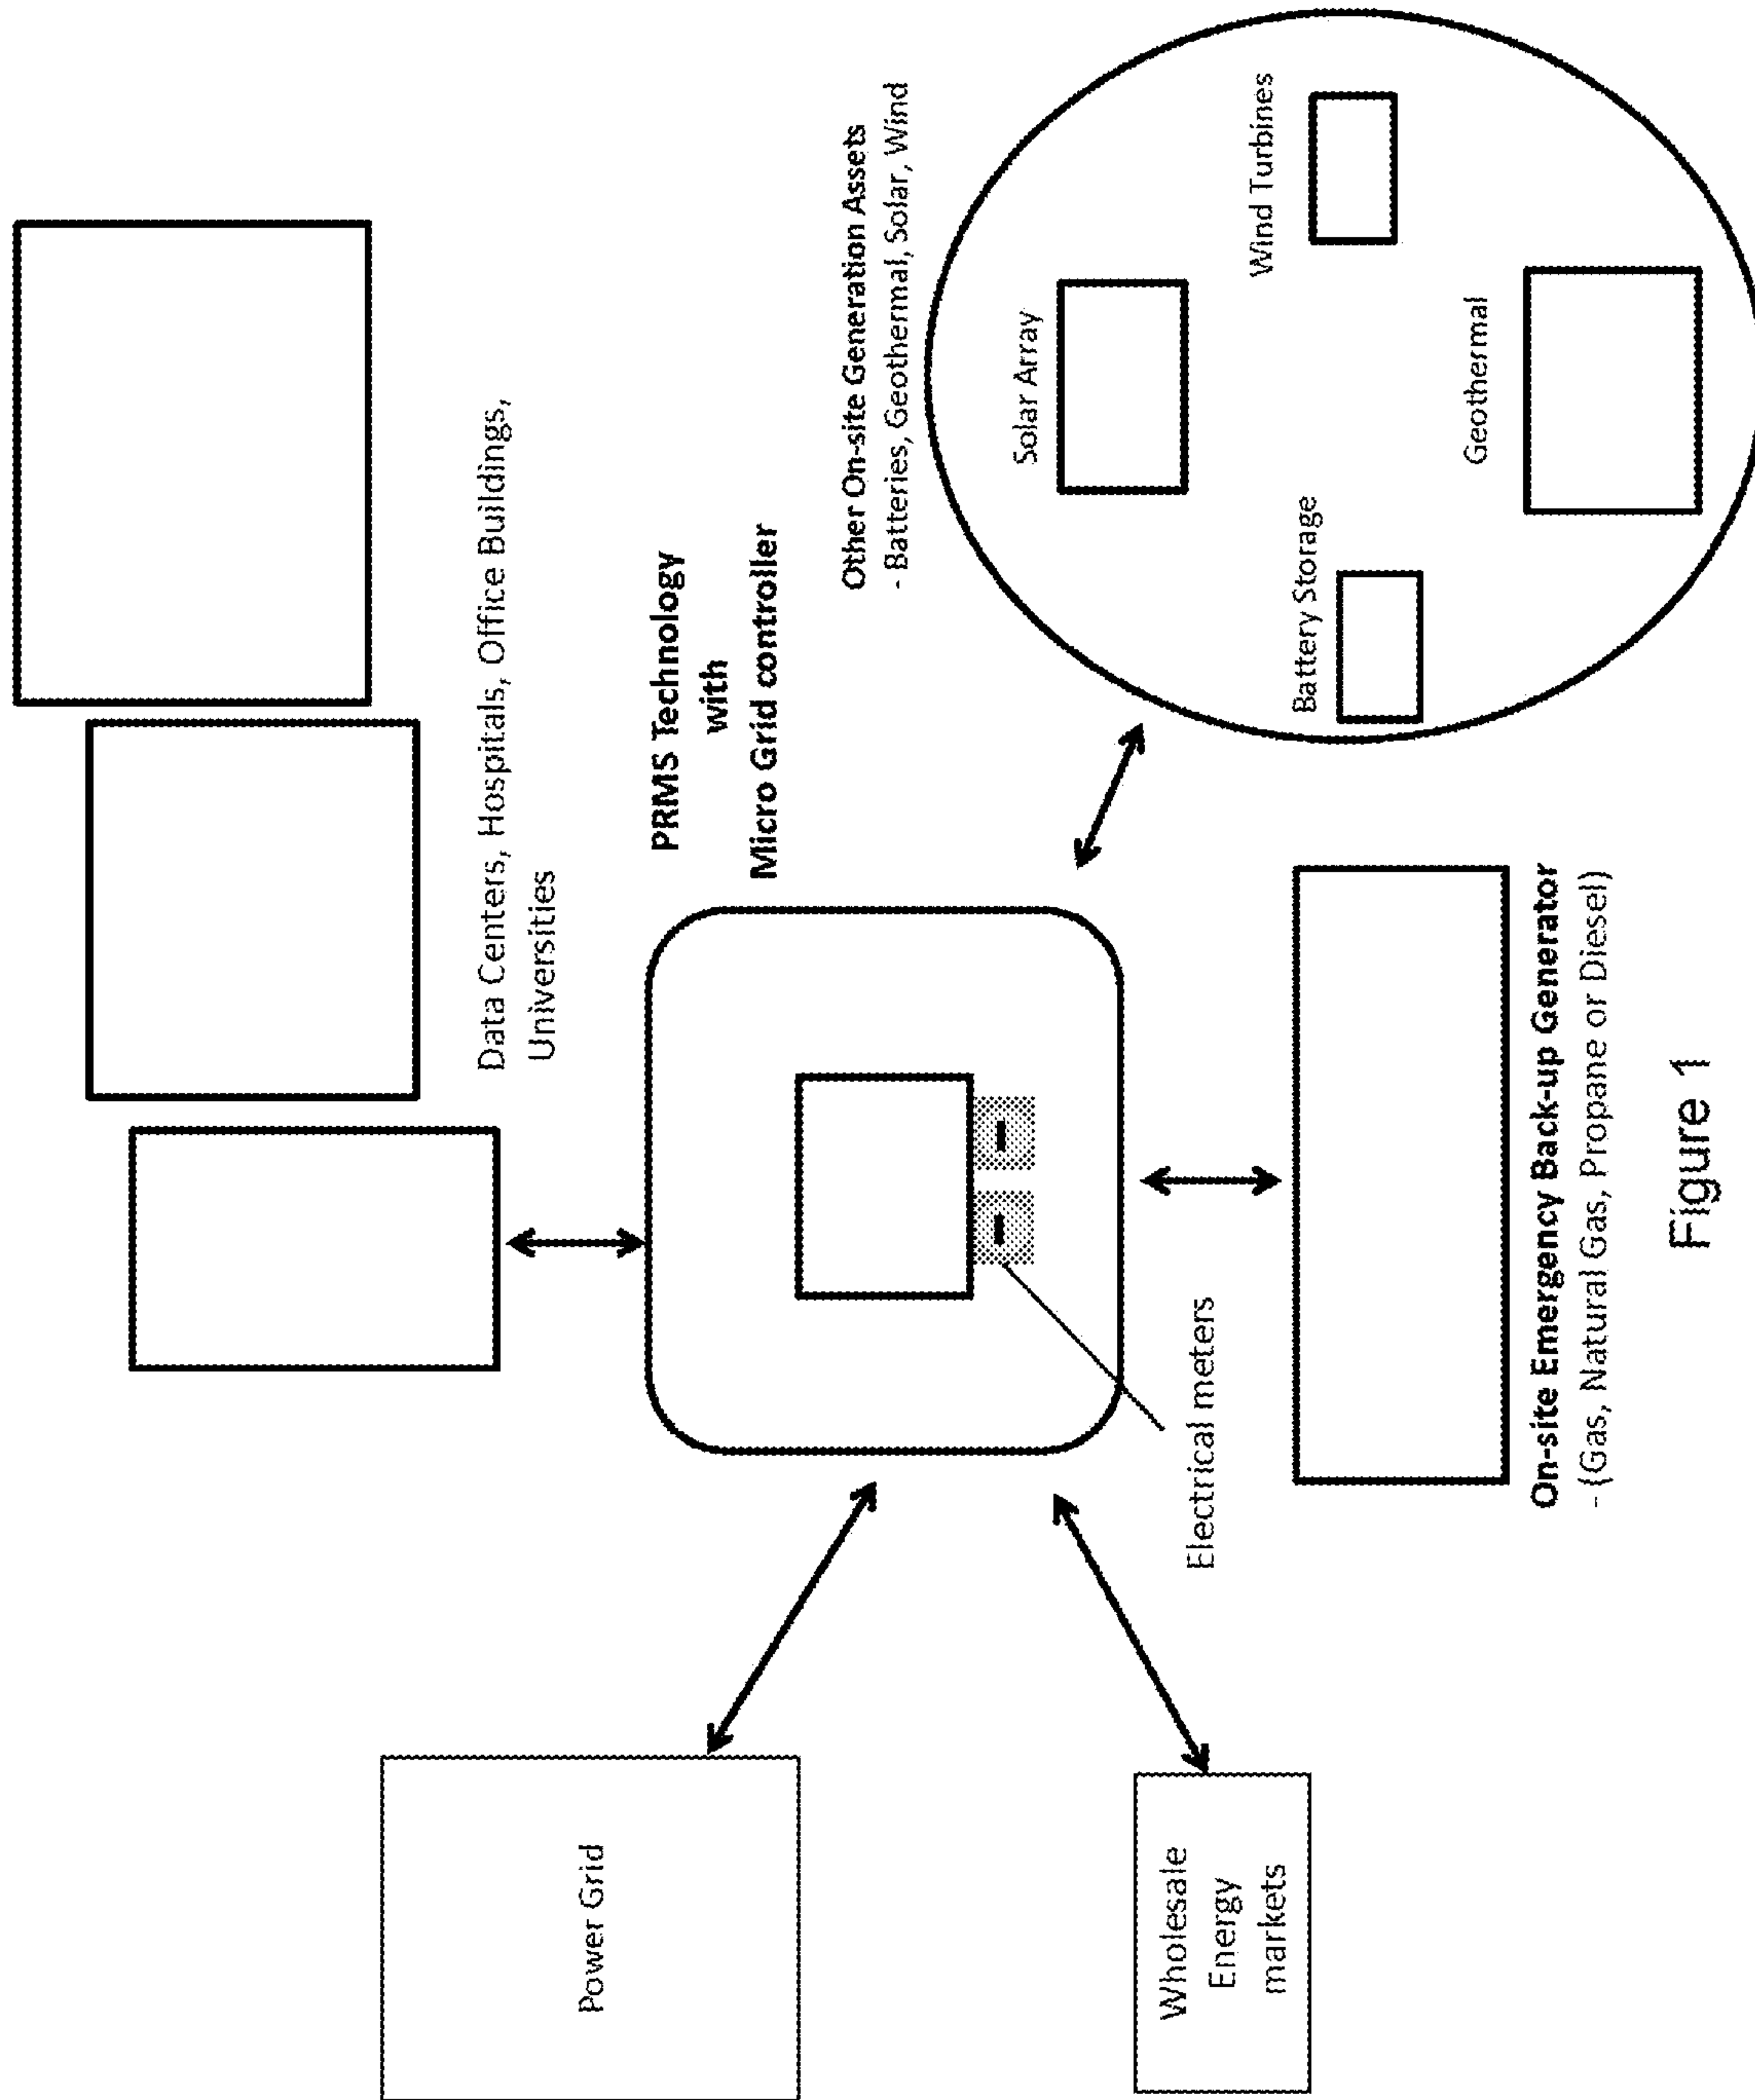 Data Centers, Hospitals, Office Buildings,
Universities
PRMS Technology
with
Micro Grid controller
Power Grid
Other On-site Generation Assets
- Batteries, Geothermal, Solar, Wind
Solar Array
Wind Turbines
Battery Storage
Geothermal
Electrical meters
Wholesale
Energy
markets
On-site Emergency Back-up Generator
- (Gas, Natural Gas, Propane or Diesel)
Figure 1